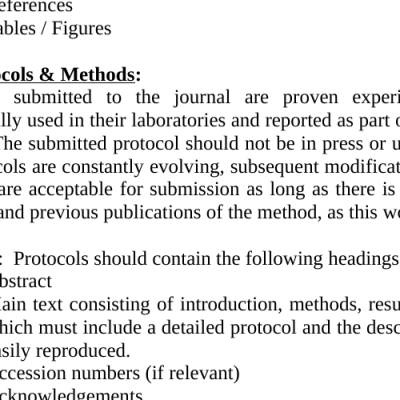 eferences
ables / Figures
ocols & Methods:
submitted to the journal are proven experi
lly used in their laboratories and reported as part o
The submitted protocol should not be in press or u
cols are constantly evolving, subsequent modificat
are acceptable for submission as long as there is
and previous publications of the method, as this w
: Protocols should contain the following headings
bstract
Main text consisting of introduction, methods, resu
hich must include a detailed protocol and the desc
asily reproduced.
ccession numbers (if relevant)
cknowledgements